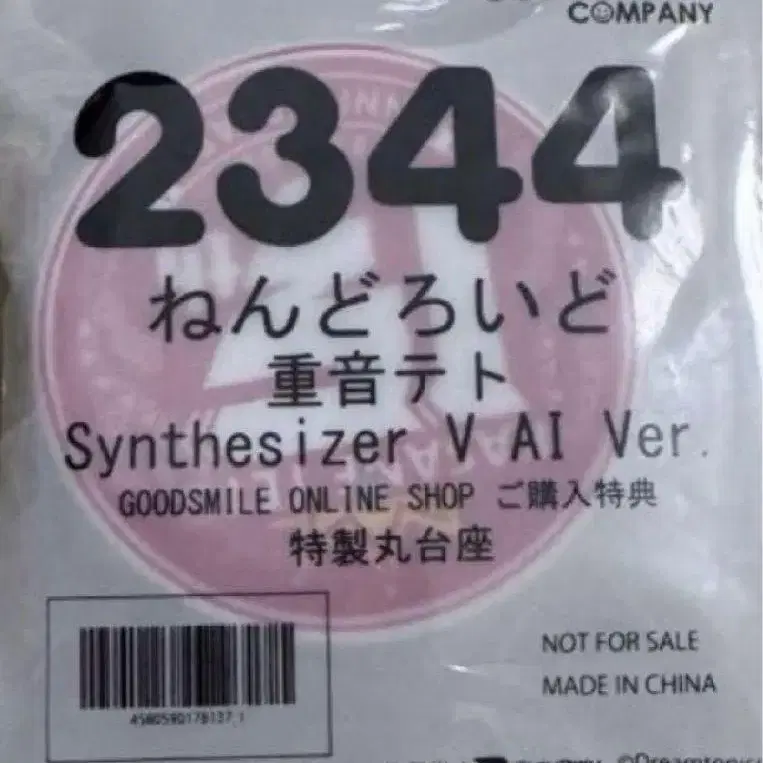 COMPANY
2344
ねんどろいど
重音テト
Synthesizer V AI Ver.
GOODSMILE ONLINE SHOP ご購入特典
特製丸台座
NOT FOR SALE
MADE IN CHINA